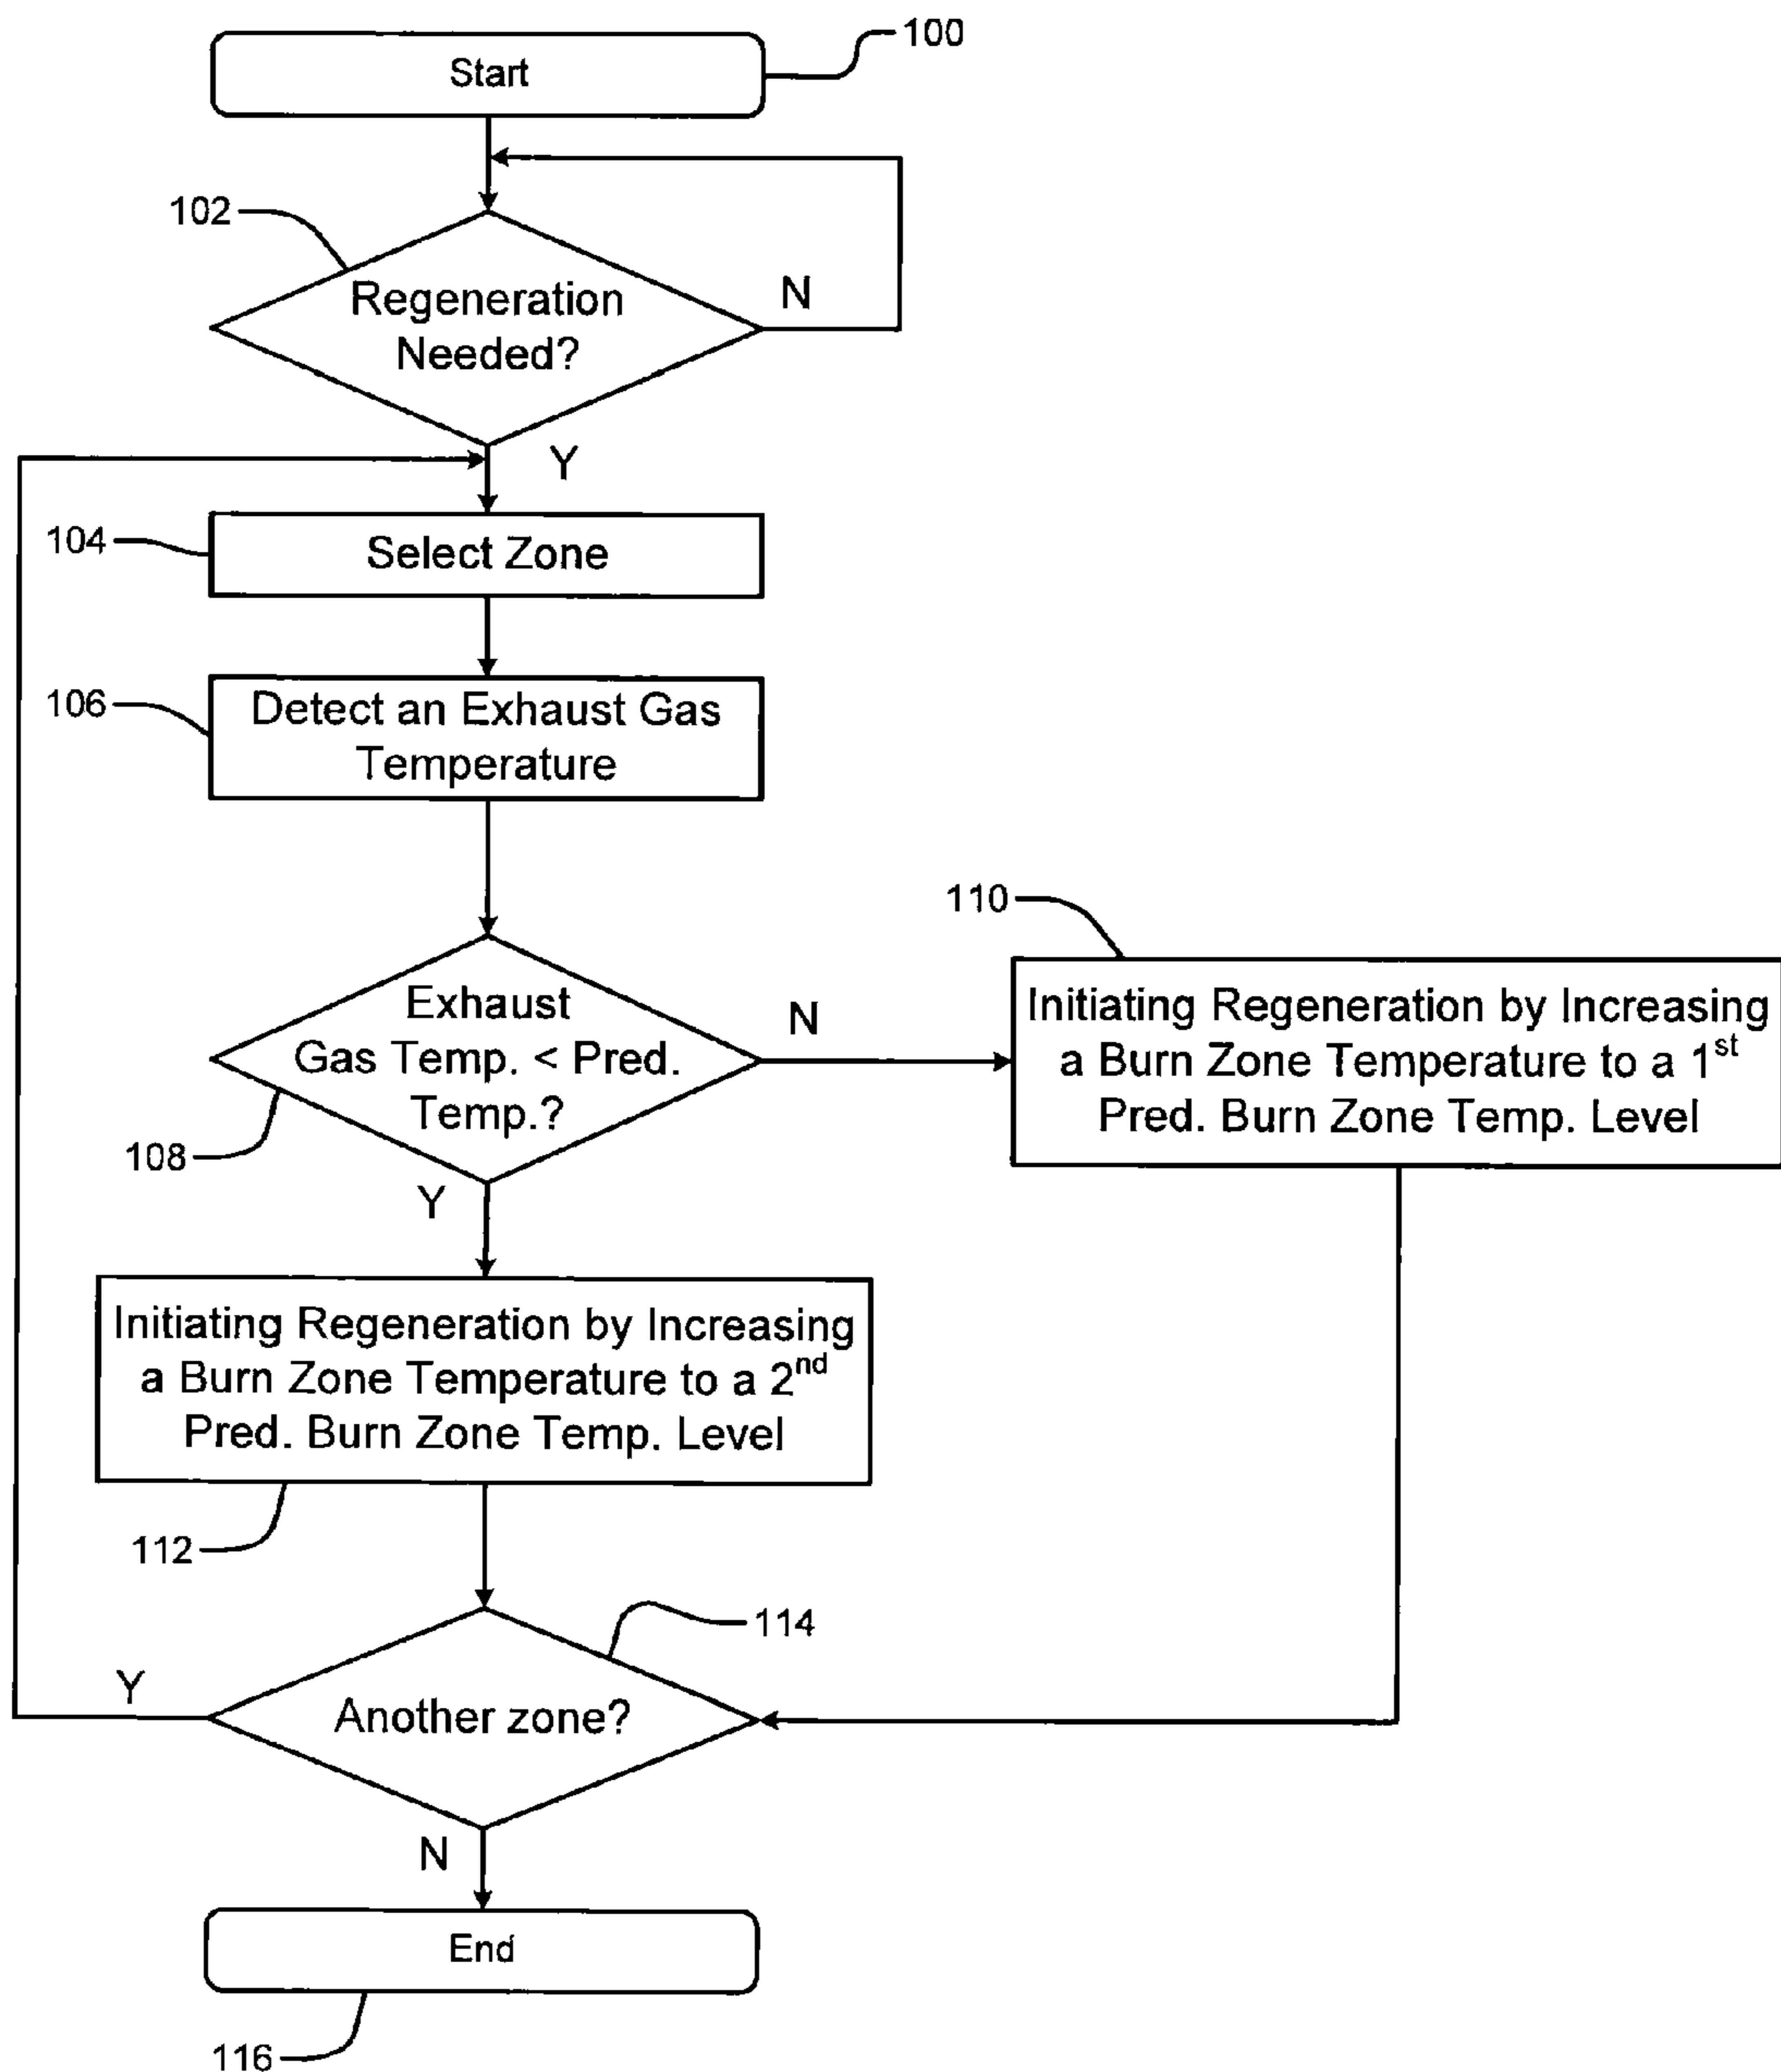 Start
100
102
Regeneration
Needed?
N
Y
104
Select Zone
106
Detect an Exhaust Gas
Temperature
110
Exhaust
Gas Temp. < Pred.
Temp.?
N
Initiating Regeneration by Increasing
a Burn Zone Temperature to a 1st
Pred. Burn Zone Temp. Level
108
Y
Initiating Regeneration by Increasing
a Burn Zone Temperature to a 2nd
Pred. Burn Zone Temp. Level
112
114
Y
Another zone?
N
End
116